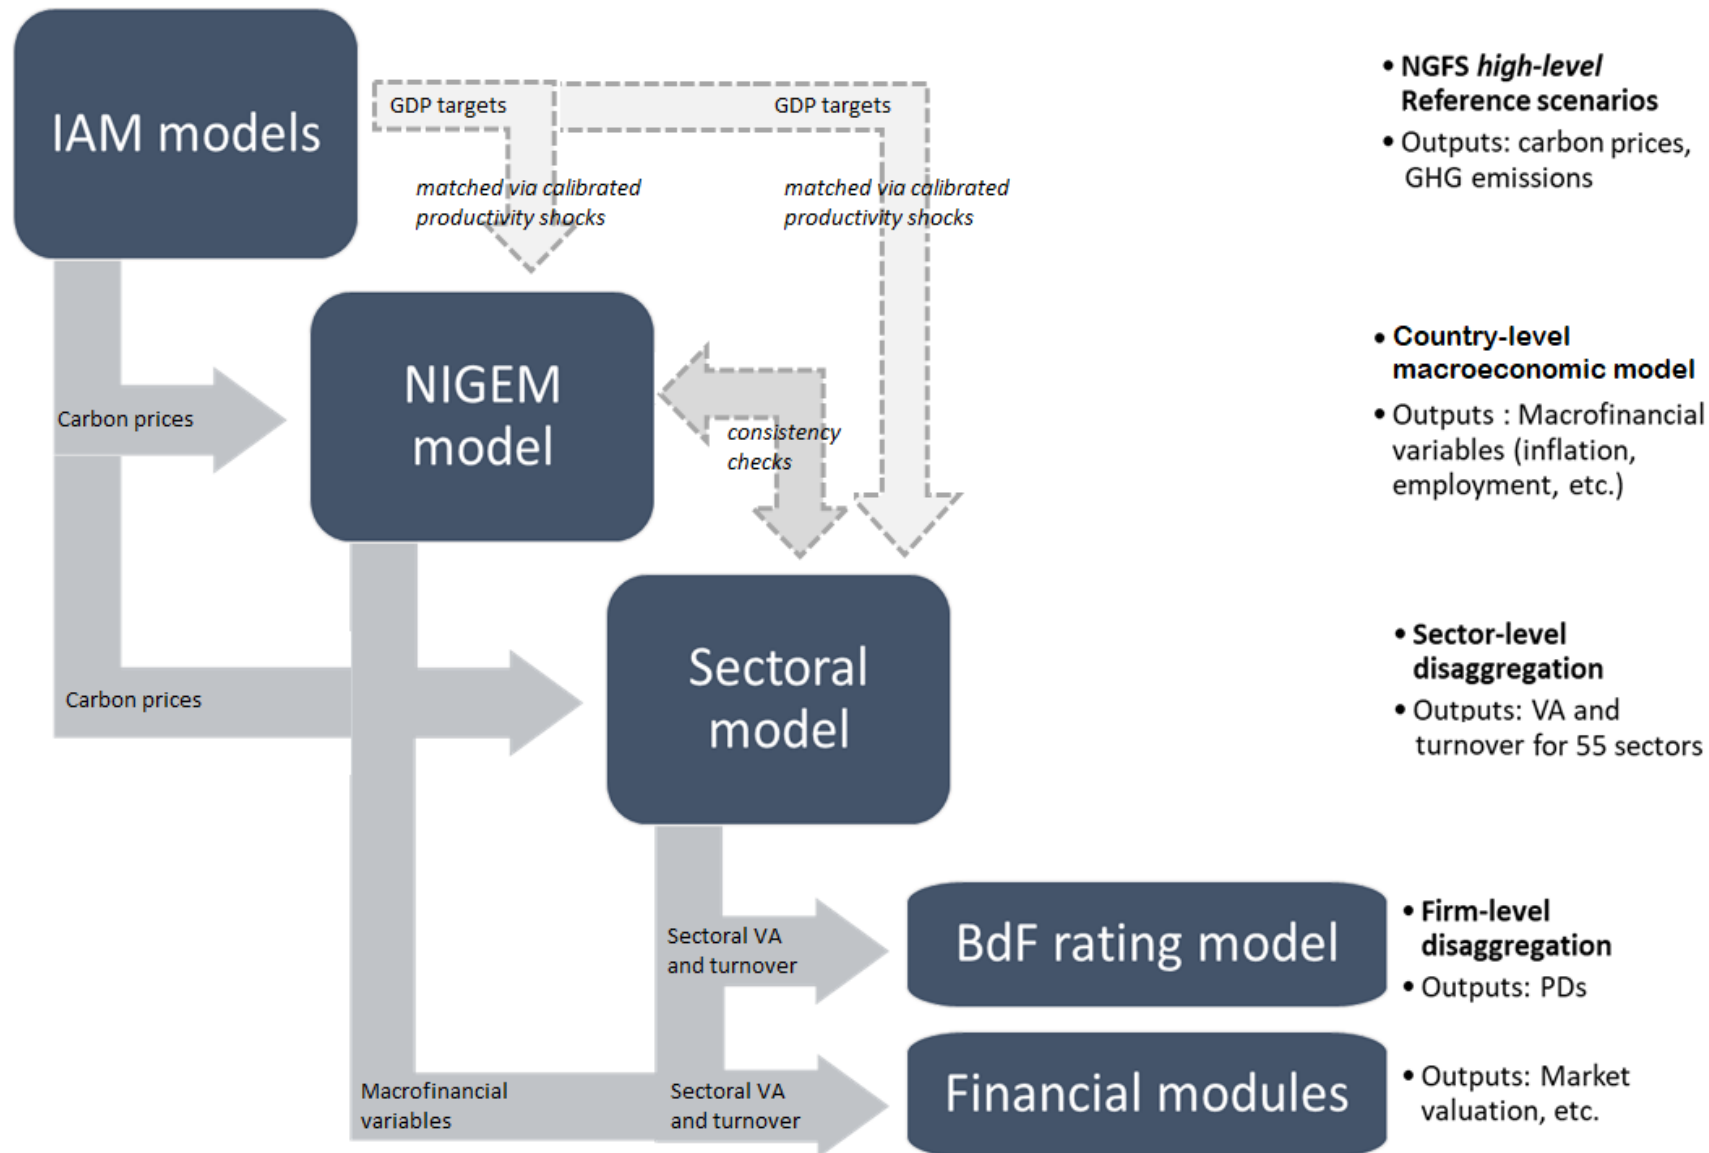 IAM models
GDP targets
GDP targets
matched via calibrated
productivity shocks
matched via calibrated
productivity shocks
• NGFS high-level
Reference scenarios
• Outputs: carbon prices,
GHG emissions
Carbon prices
NIGEM
model
consistency
checks
• Country-level
macroeconomic model
• Outputs : Macrofinancial
variables (inflation,
employment, etc.)
Carbon prices
Sectoral
model
• Sector-level
disaggregation
• Outputs: VA and
turnover for 55 sectors
Sectoral VA
and turnover
BdF rating model
• Firm-level
disaggregation
• Outputs: PDs
Macrofinancial
variables
Sectoral VA
and turnover
Financial modules
• Outputs: Market
valuation, etc.